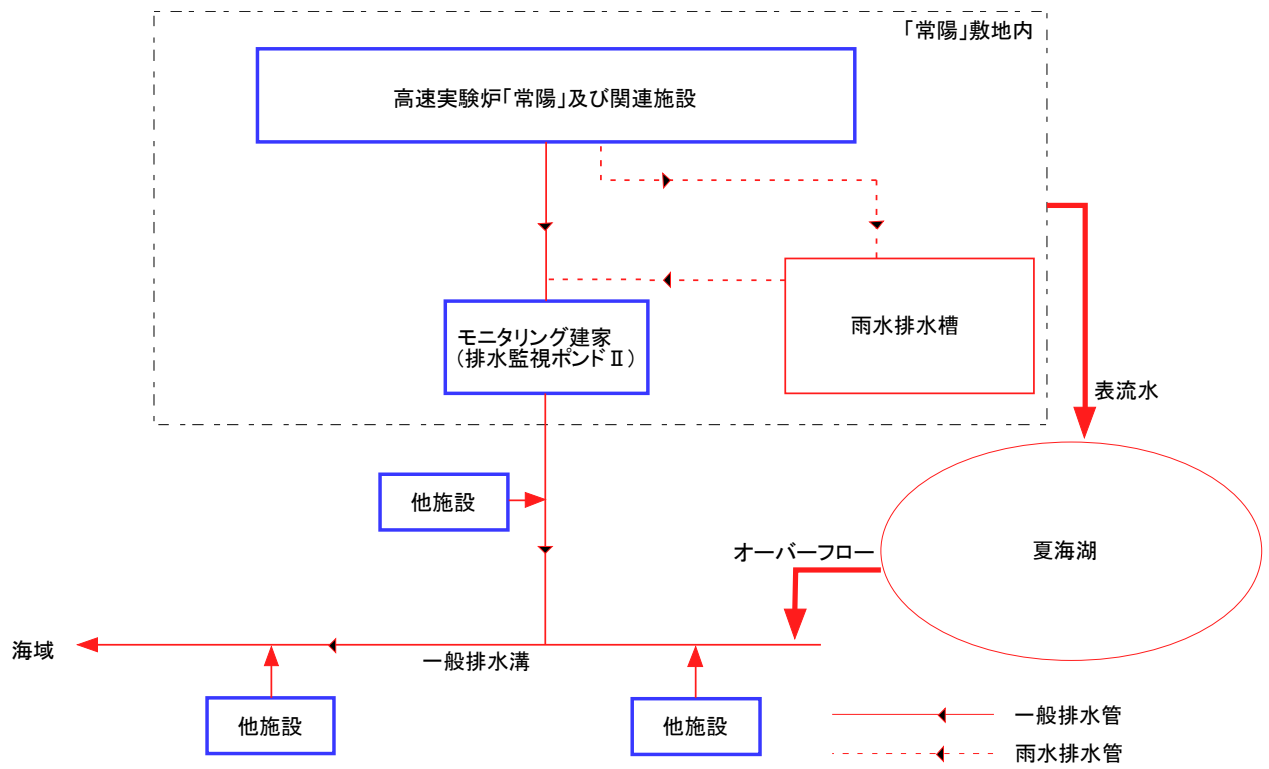 「常陽」敷地内
高速実験炉「常陽」及び関連施設
雨水排水槽
モニタリング建家
（排水監視ポンドⅡ）
表流水
他施設
オーバーフロー
夏海湖
海域
一般排水溝
他施設
他施設
一般排水管
雨水排水管